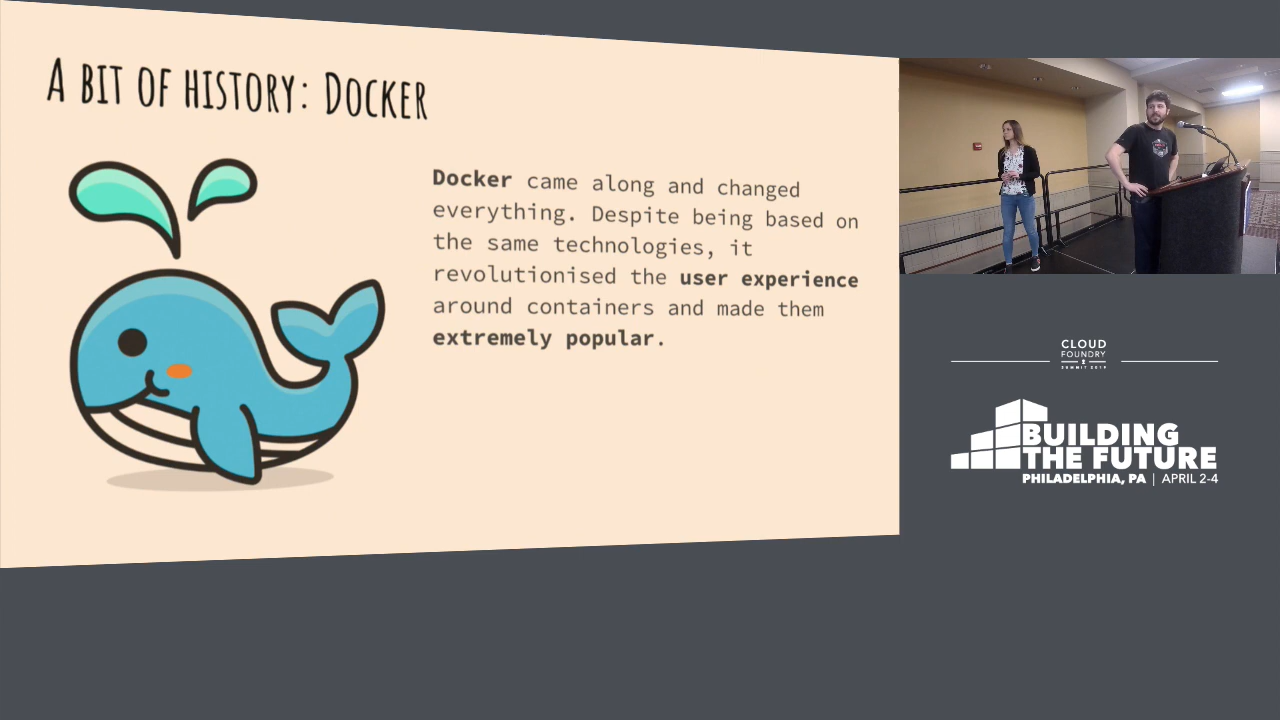 A BIT OF HISTORY: DOCKER
Docker came along and changed
everything. Despite being based on
the same technologies, it
revolutionised the user experience
around containers and made them
extremely popular.
CLOUD
FOUNDRY
SUMMIT 2019
BUILDING
THE FUTURE
PHILADELPHIA, PA | APRIL 2-4